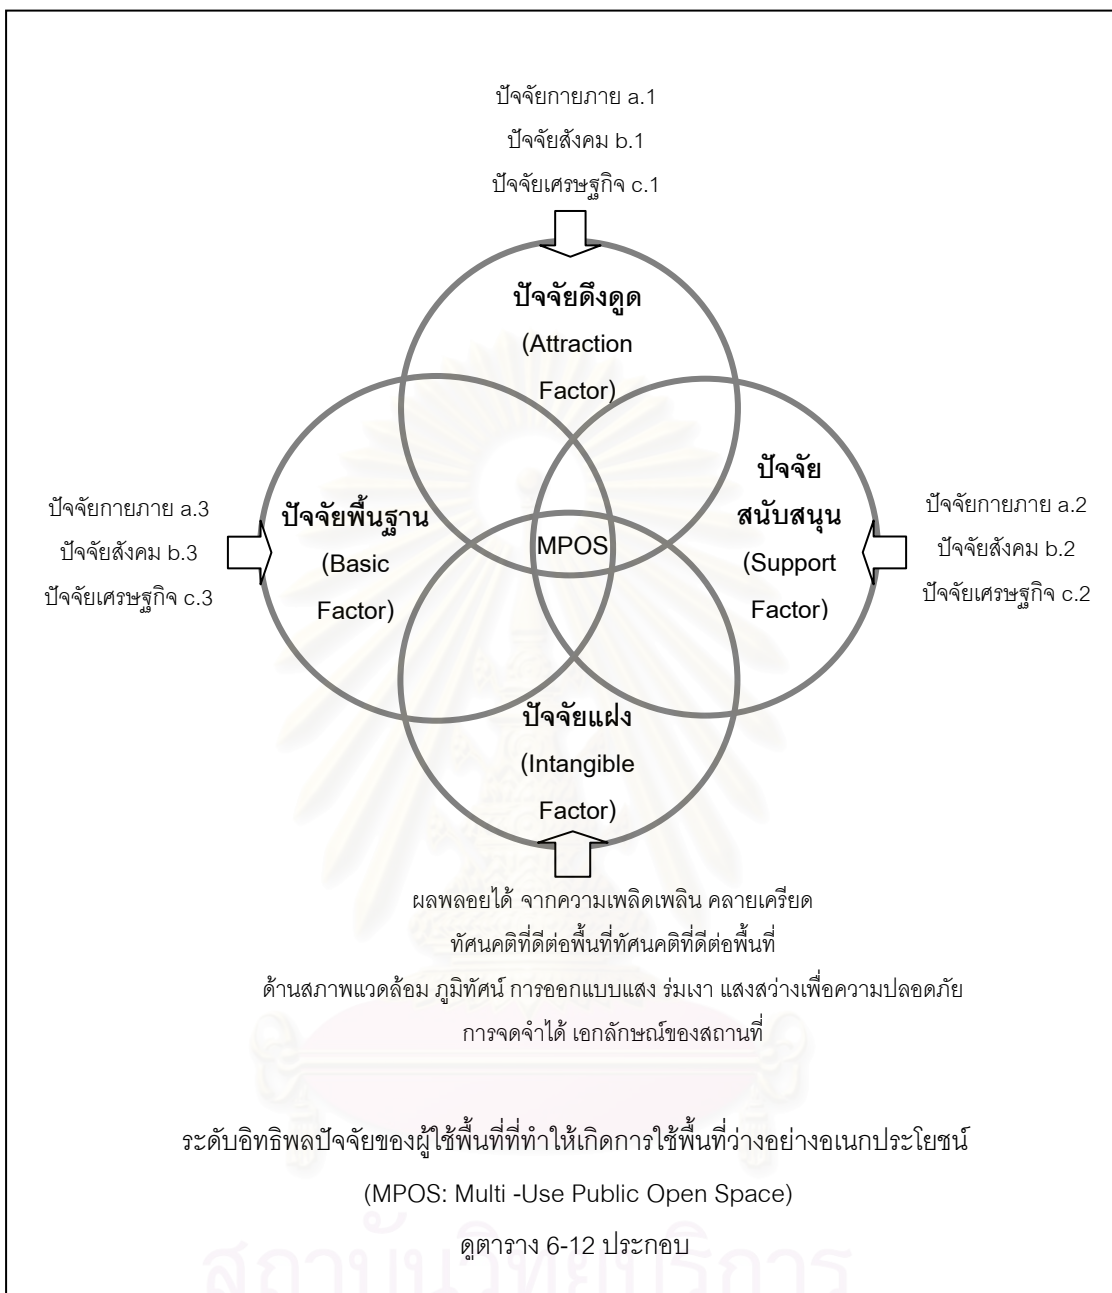 ปัจจัยกายภาย a.1
ปัจจัยสังคม b.1
ปัจจัยเศรษฐกิจ c.1
ปัจจัยดึงดูด
(Attraction
Factor)
ปัจจัยกายภาย a.3
ปัจจัยสังคม b.3
ปัจจัยเศรษฐกิจ c.3
ปัจจัยพื้นฐาน
(Basic
Factor)
MPOS
ปัจจัย
สนับสนุน
(Support
Factor)
ปัจจัยกายภาย a.2
ปัจจัยสังคม b.2
ปัจจัยเศรษฐกิจ c.2
ปัจจัยแฝง
(Intangible
Factor)
ผลพลอยได้ จากความเพลิดเพลิน คลายเครียด
ทัศนคติที่ดีต่อพื้นที่ทัศนคติที่ดีต่อพื้นที่
ด้านสภาพแวดล้อม ภูมิทัศน์ การออกแบบแสง ร่มเงา แสงสว่างเพื่อความปลอดภัย
การจดจำได้ เอกลักษณ์ของสถานที่
ระดับอิทธิพลปัจจัยของผู้ใช้พื้นที่ที่ทำให้เกิดการใช้พื้นที่ว่างอย่างอเนกประโยชน์
(MPOS: Multi -Use Public Open Space)
ดูตาราง 6-12 ประกอบ
สถาบันวิทยบริการ